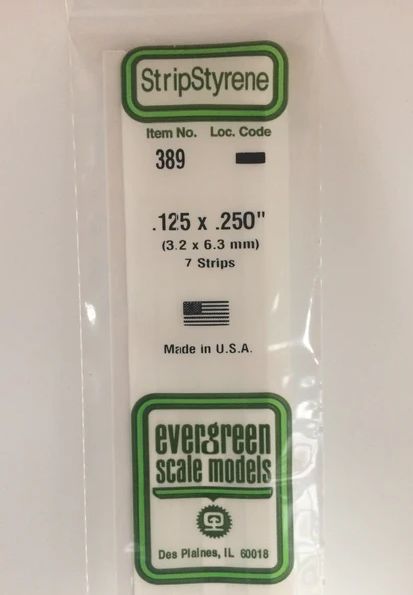 StripStyrene
Item No. Loc. Code
389
.125 x .250"
(3.2 x 6.3 mm)
7 Strips
Made in U.S.A.
evergreen
scale models
Des Plaines, IL 60018